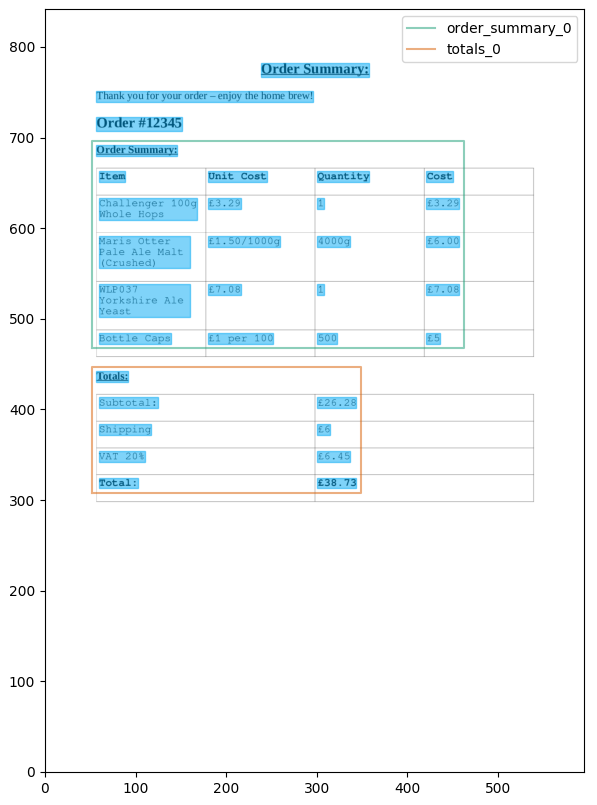 order_summary_0
totals_0
800
700
600
500
400
300
200
100
0
0 100 200 300 400 500
Order Summary:
Thank you for your order – enjoy the home brew!
Order #12345
Order Summary:
Item Unit Cost Quantity Cost
Challenger 100g £3.29 1 £3.29
Whole Hops
Maris Otter £1.50/1000g 4000g £6.00
Pale Ale Malt
(Crushed)
WLP037 £7.08 1 £7.08
Yorkshire Ale
Yeast
Bottle Caps £1 per 100 500 £5
Totals:
Subtotal: £26.28
Shipping £6
VAT 20% £6.45
Total: £38.73